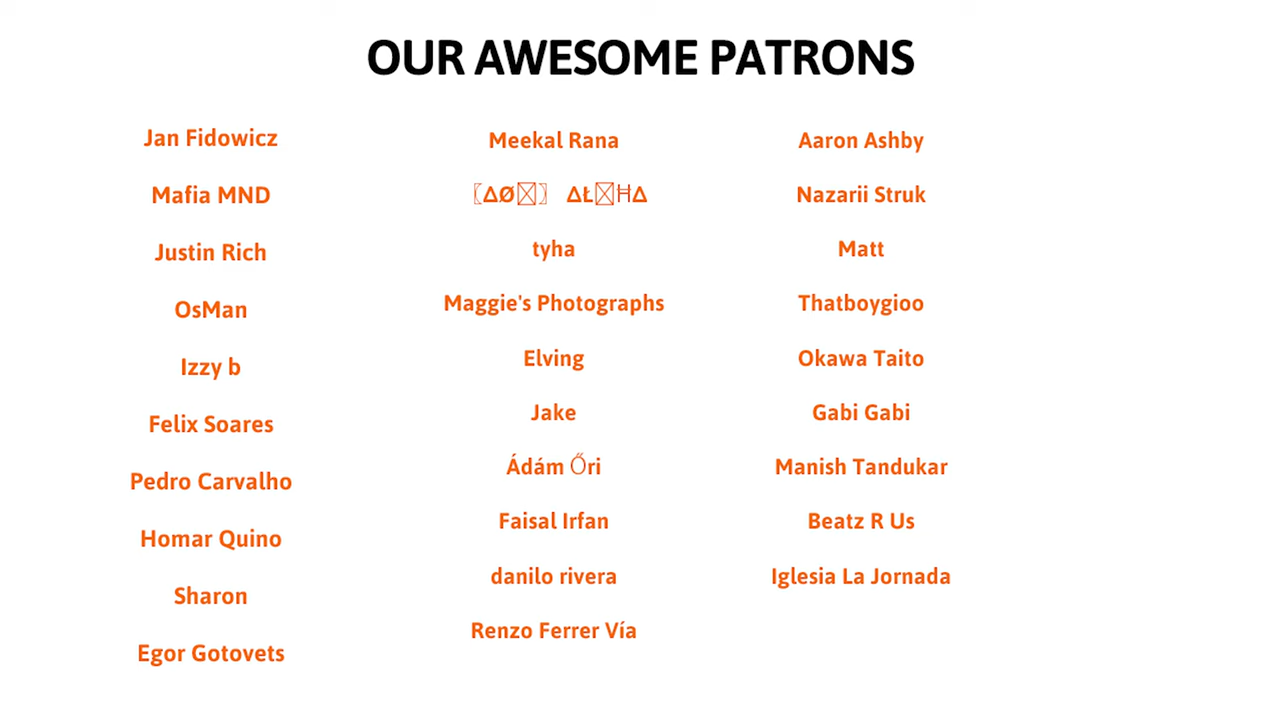 OUR AWESOME PATRONS
Jan Fidowicz
Mafia MND
Justin Rich
OsMan
Izzy b
Felix Soares
Pedro Carvalho
Homar Quino
Sharon
Egor Gotovets
Meekal Rana
tyha
Maggie's Photographs
Elving
Jake
Ádám Őri
Faisal Irfan
danilo rivera
Renzo Ferrer Vía
Aaron Ashby
Nazarii Struk
Matt
Thatboygioo
Okawa Taito
Gabi Gabi
Manish Tandukar
Beatz R Us
Iglesia La Jornada